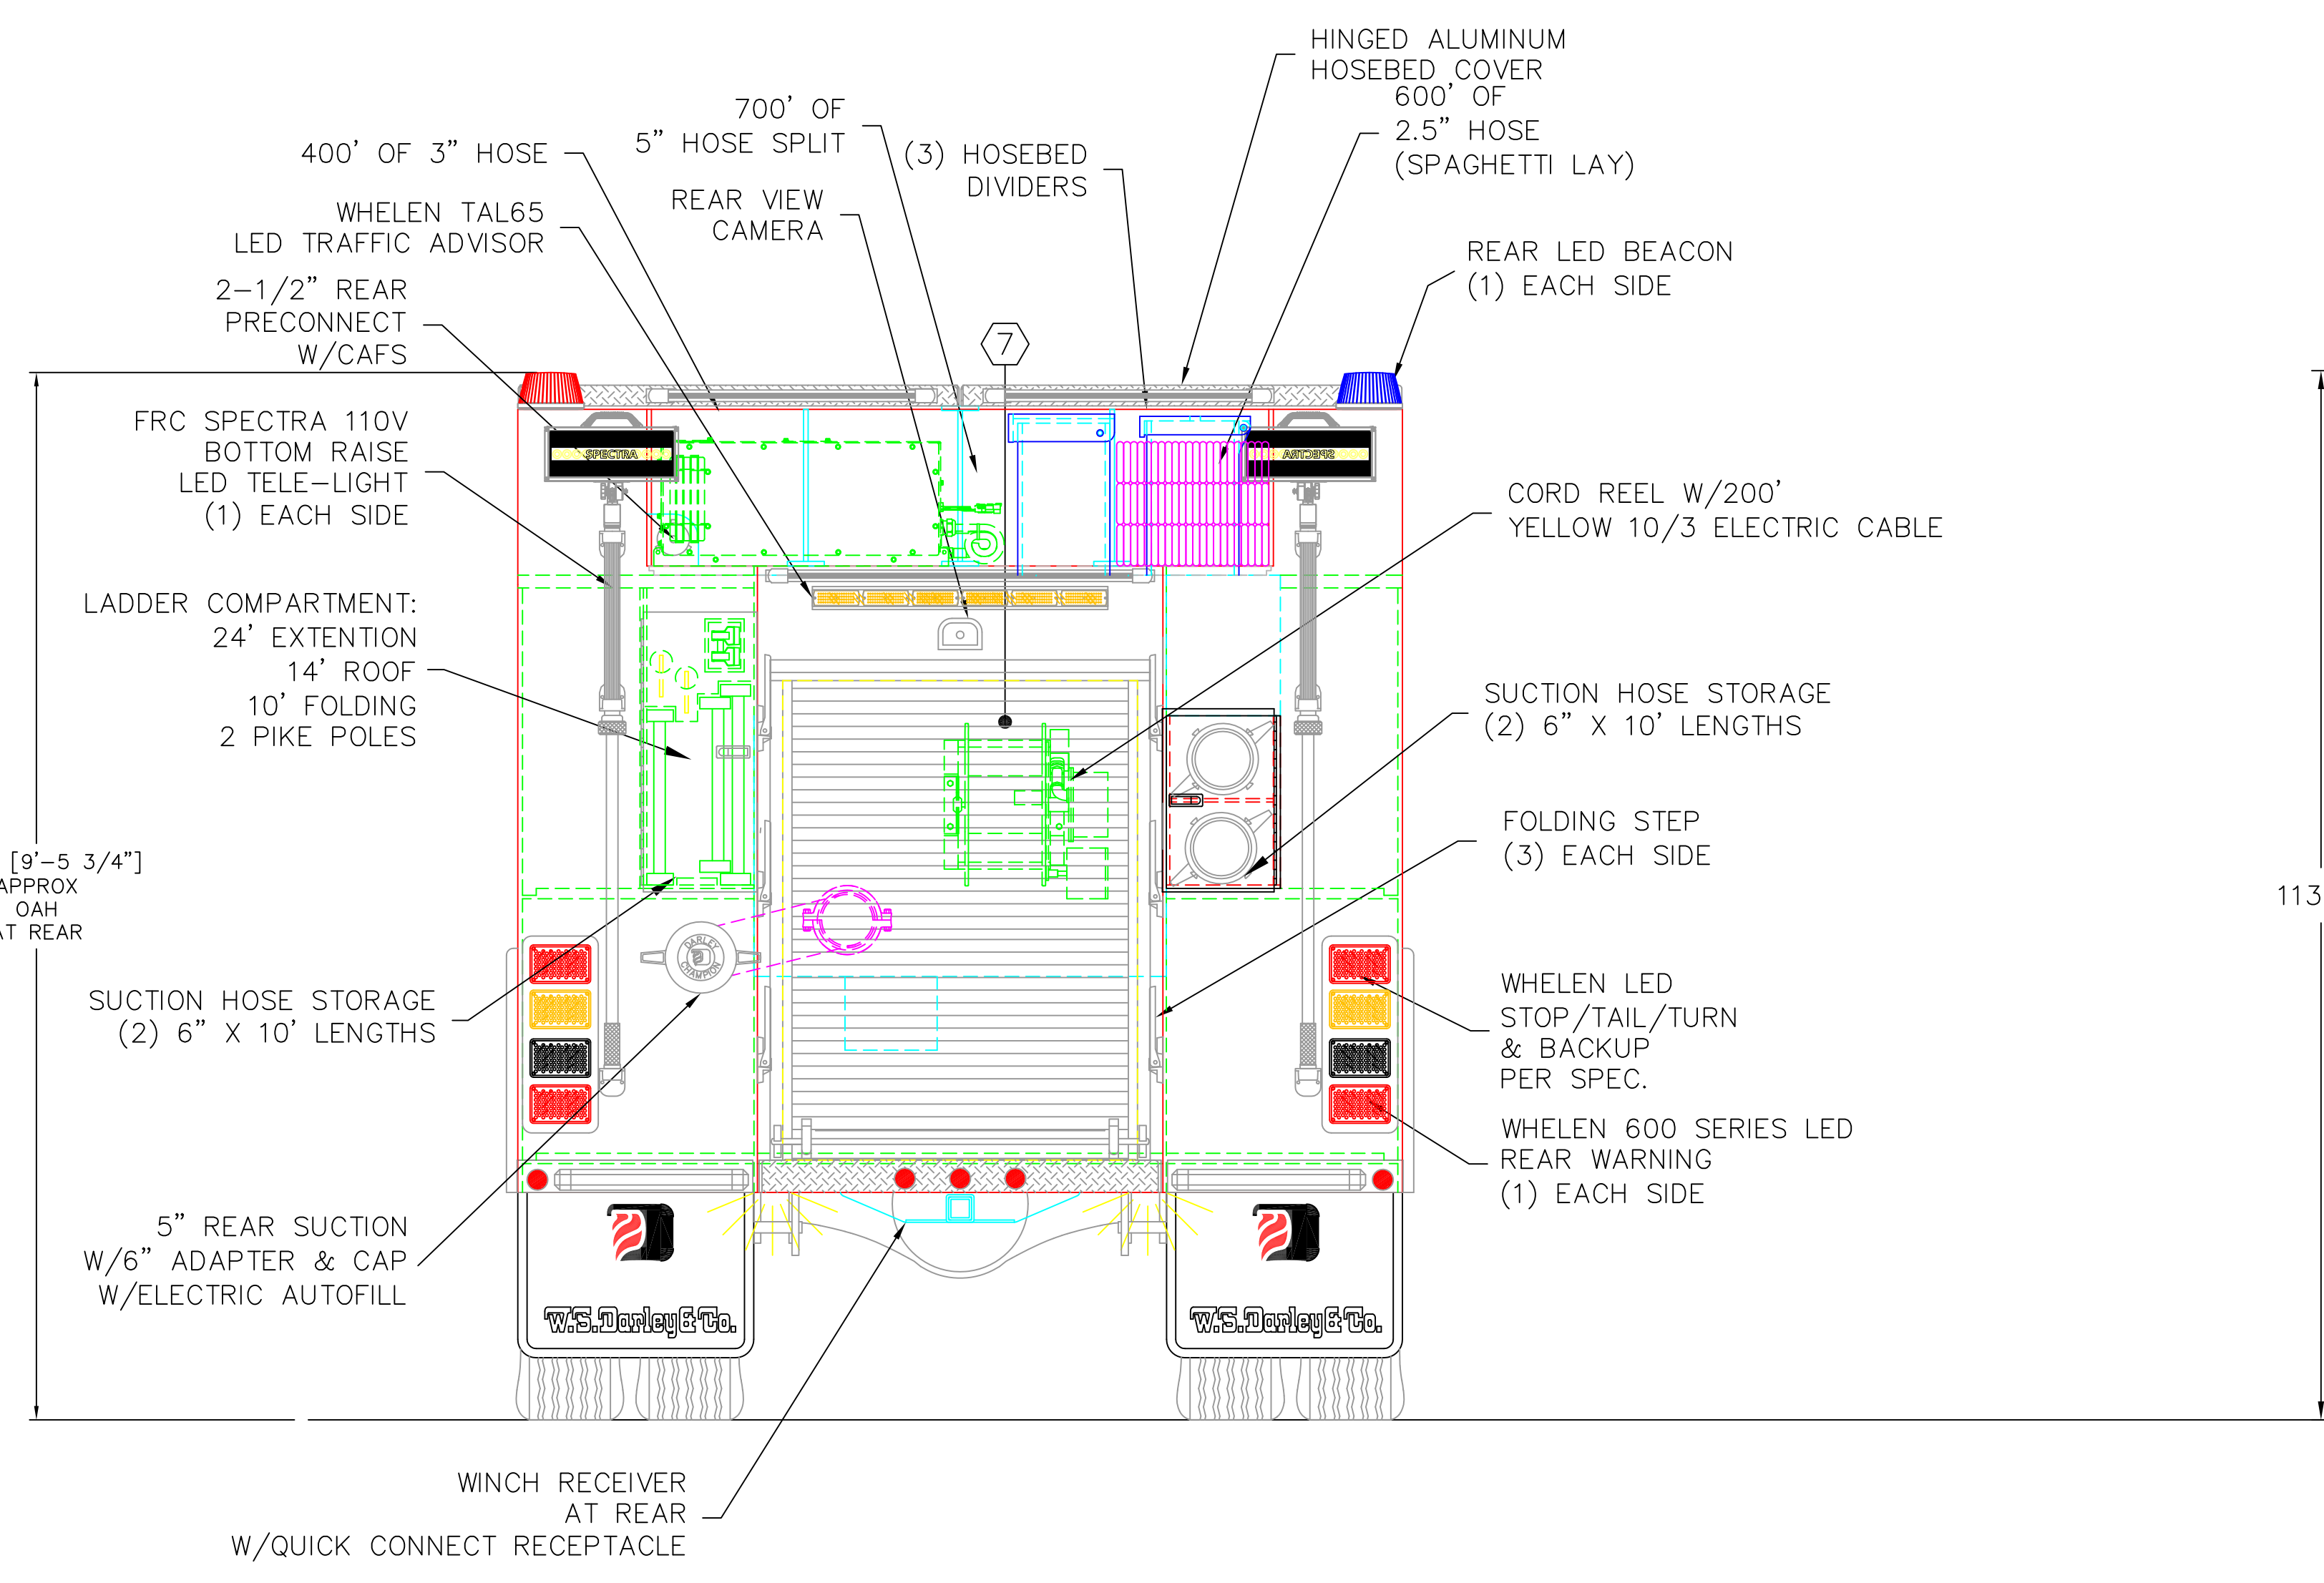 HINGED ALUMINUM
HOSEBED COVER
600' OF
2.5" HOSE
(SPAGHETTI LAY)
700' OF
5" HOSE SPLIT
(3) HOSEBED
DIVIDERS
400' OF 3" HOSE
REAR VIEW
CAMERA
WHELEN TAL65
LED TRAFFIC ADVISOR
REAR LED BEACON
(1) EACH SIDE
2-1/2" REAR
PRECONNECT
W/CAFS
7
FRC SPECTRA 110V
BOTTOM RAISE
LED TELE-LIGHT
(1) EACH SIDE
SPECTRA
SPECTRA
CORD REEL W/200'
YELLOW 10/3 ELECTRIC CABLE
LADDER COMPARTMENT:
24' EXTENTION
14' ROOF
10' FOLDING
2 PIKE POLES
SUCTION HOSE STORAGE
(2) 6" X 10' LENGTHS
FOLDING STEP
(3) EACH SIDE
[9'-5 3/4"]
APPROX
OAH
AT REAR
113
DARLEY
CHAMPION
SUCTION HOSE STORAGE
(2) 6" X 10' LENGTHS
WHELEN LED
STOP/TAIL/TURN
& BACKUP
PER SPEC.
WHELEN 600 SERIES LED
REAR WARNING
(1) EACH SIDE
5" REAR SUCTION
W/6" ADAPTER & CAP
W/ELECTRIC AUTOFILL
W.S.Darley & Co.
W.S.Darley & Co.
WINCH RECEIVER
AT REAR
W/QUICK CONNECT RECEPTACLE